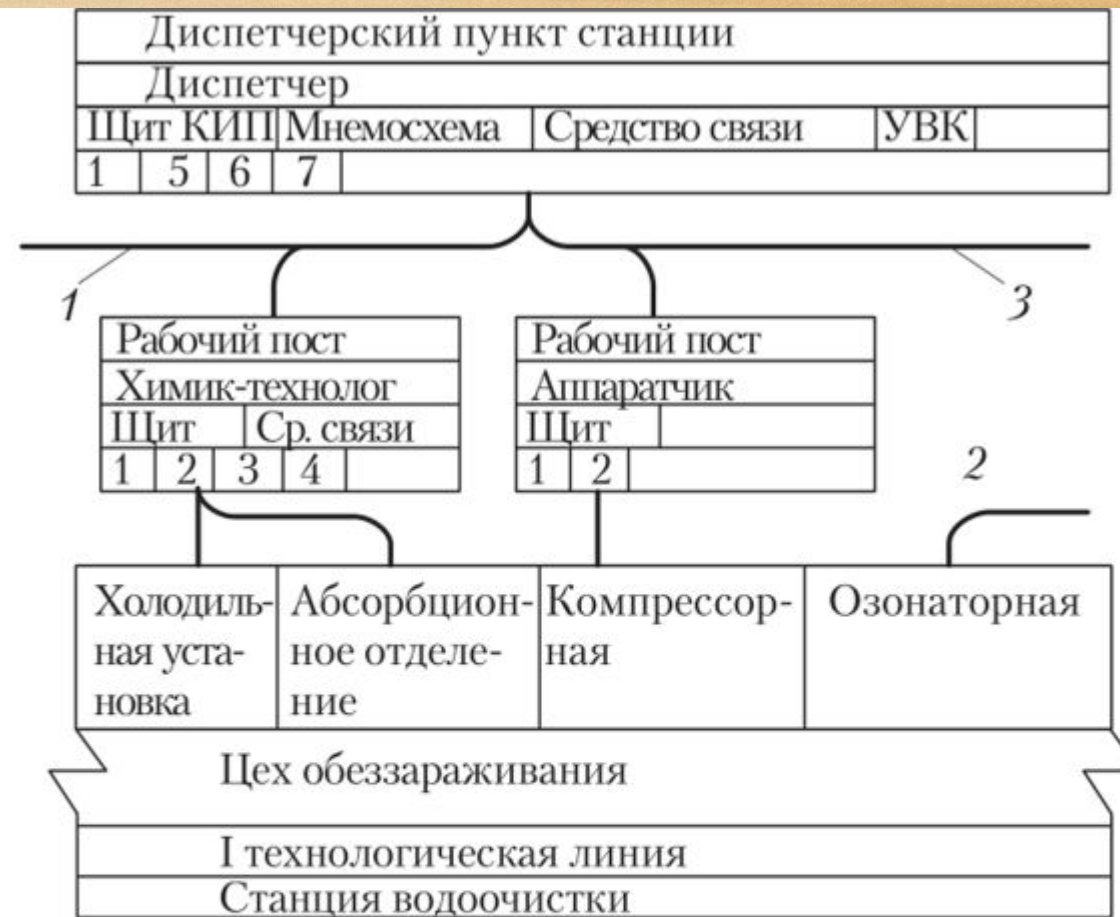 Диспетчерский пункт станции
Диспетчер
Щит КИП Мнемосхема Средство связи УВК
1 5 6 7
1 3
Рабочий пост
Химик-технолог
Щит Ср. связи
1 2 3 4
Рабочий пост
Аппаратчик
Щит
1 2
2
Холодиль-
ная уста-
новка
Абсорбцион-
ное отделе-
ние
Компрессор-
ная
Озонаторная
Цех обеззараживания
I технологическая линия
Станция водоочистки